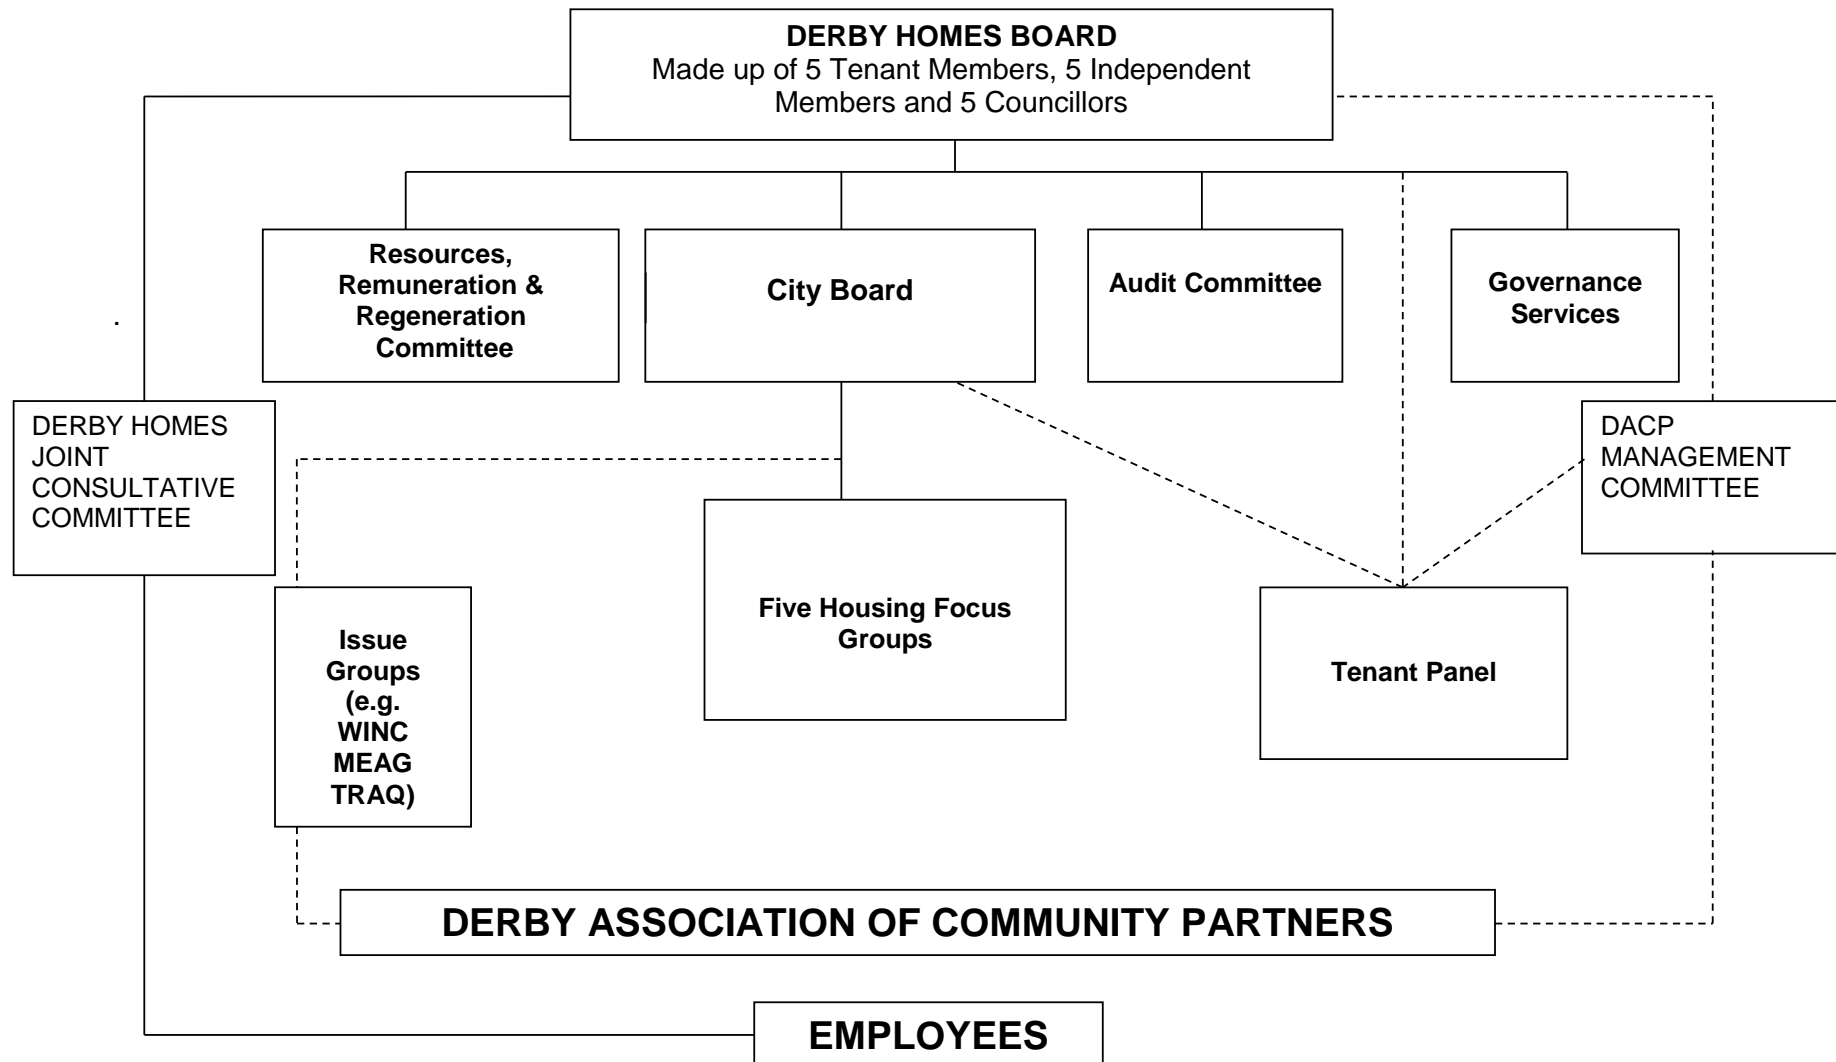 DERBY HOMES BOARD
Made up of 5 Tenant Members, 5 Independent
Members and 5 Councillors
Resources,
Remuneration &
Regeneration
Committee
City Board
Audit Committee
Governance
Services
.
DERBY HOMES
JOINT
CONSULTATIVE
COMMITTEE
DACP
MANAGEMENT
COMMITTEE
Issue
Groups
(e.g.
WINC
MEAG
TRAQ)
Five Housing Focus
Groups
Tenant Panel
DERBY ASSOCIATION OF COMMUNITY PARTNERS
EMPLOYEES